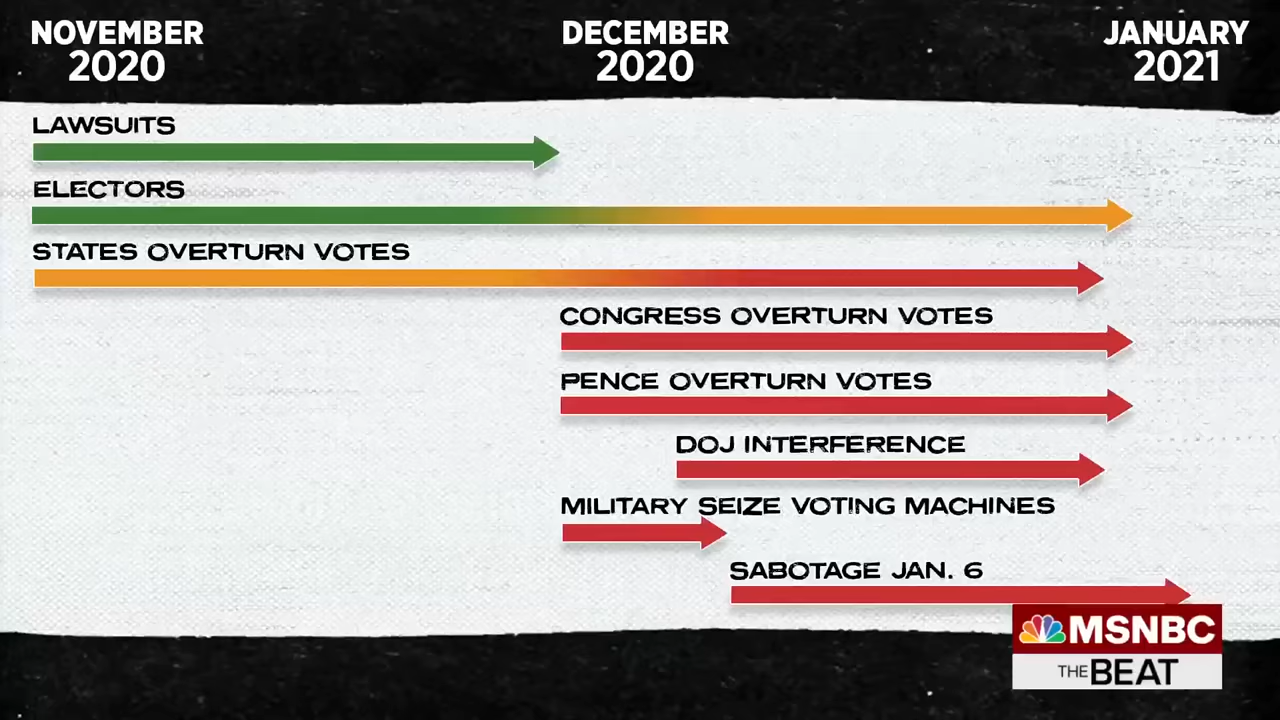 NOVEMBER
2020
DECEMBER
2020
JANUARY
2021
LAWSUITS
ELECTORS
STATES OVERTURN VOTES
CONGRESS OVERTURN VOTES
PENCE OVERTURN VOTES
DOJ INTERFERENCE
MILITARY SEIZE VOTING MACHINES
SABOTAGE JAN. 6
MSNBC
THE BEAT